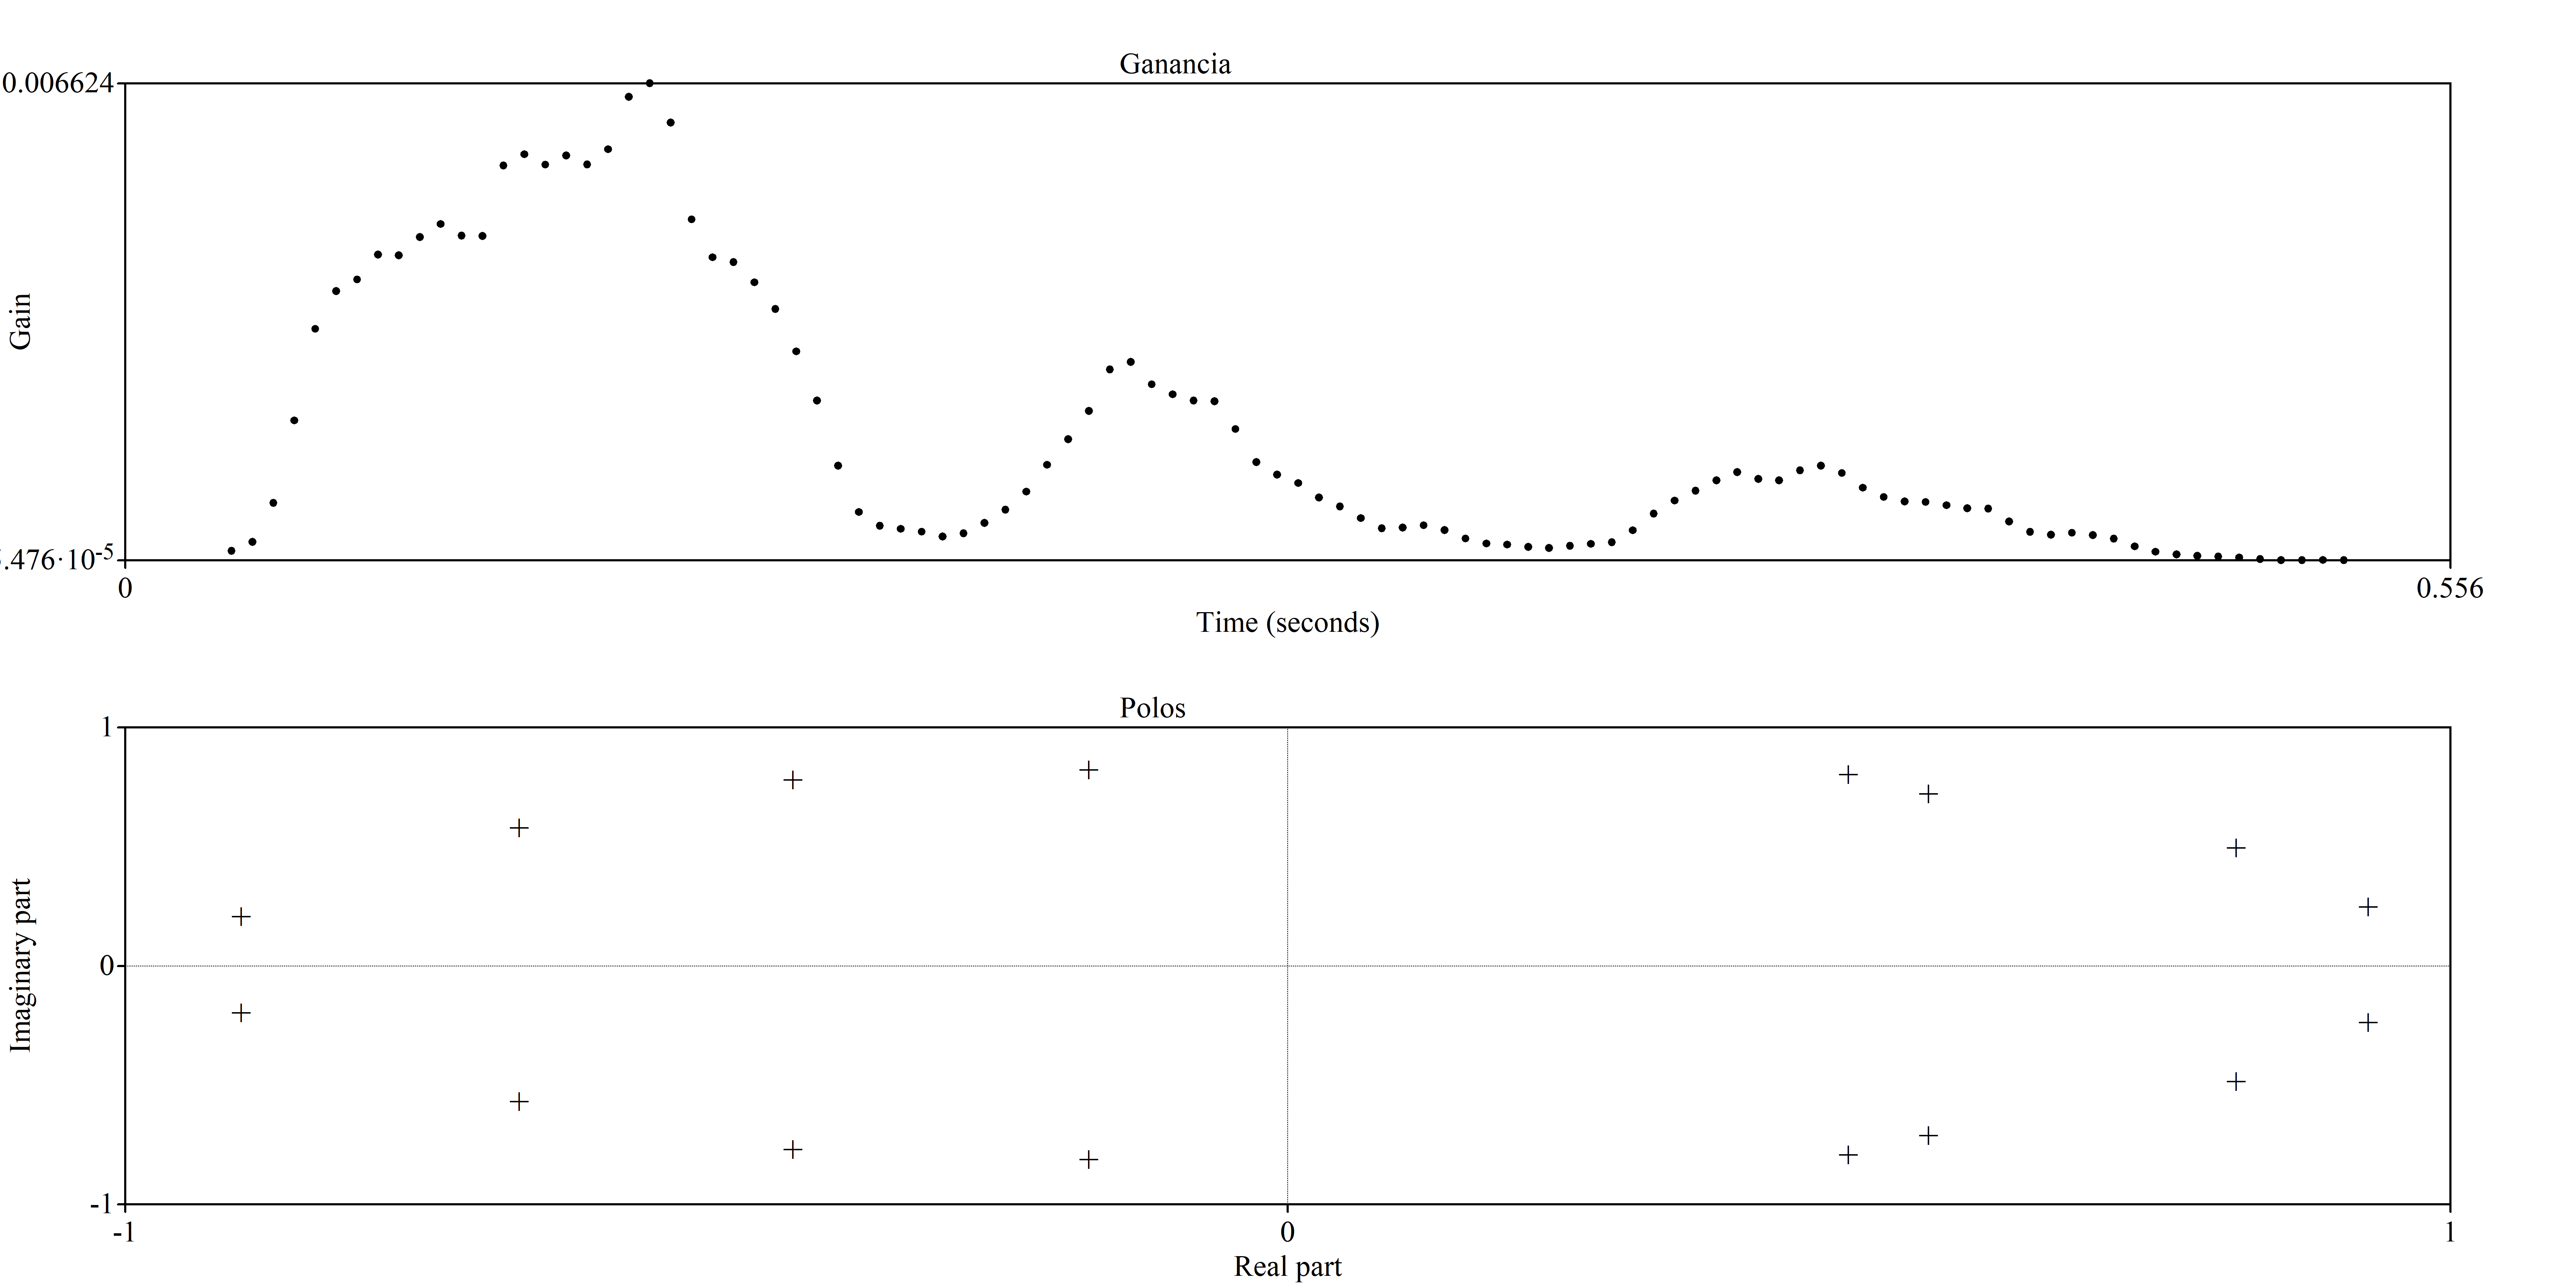 Ganancia
0.006624
Gain
.476·10-5
0
0.556
Time (seconds)
Polos
1
Imaginary part
0
-1
-1
0
1
Real part